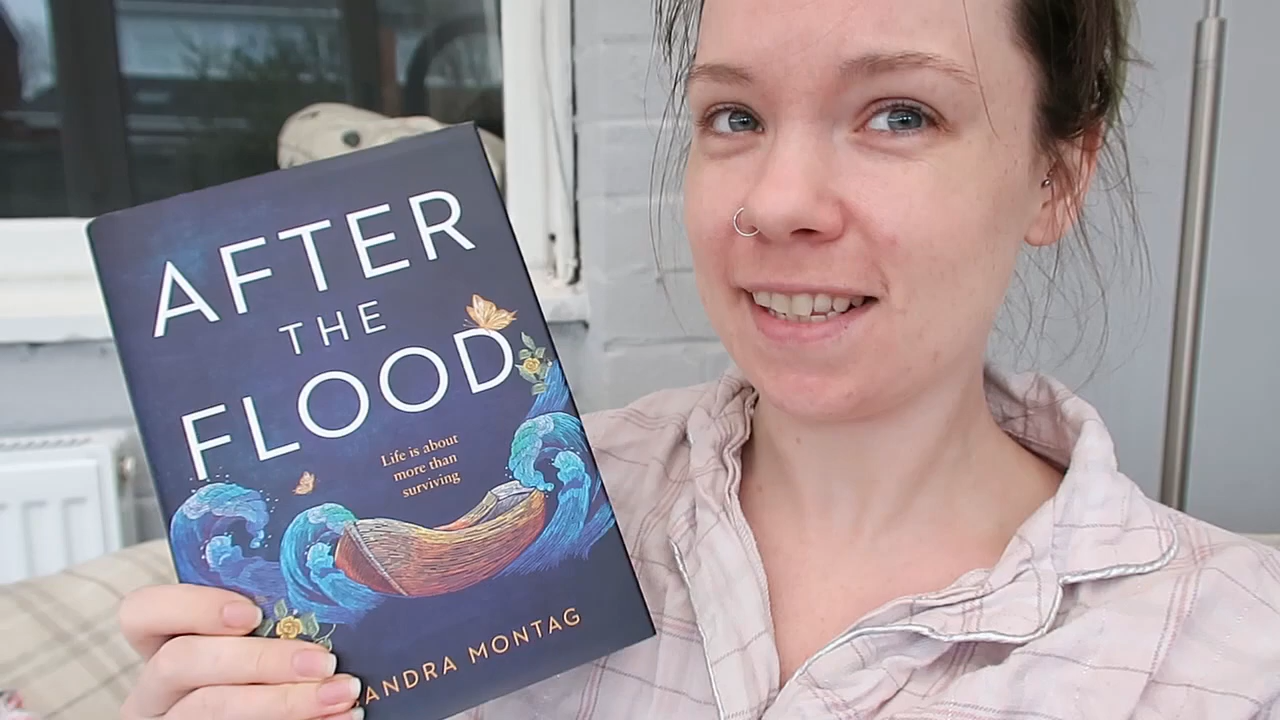 AFTER
THE
FLOOD
Life is about
more than
surviving
ANDRA MONTAG